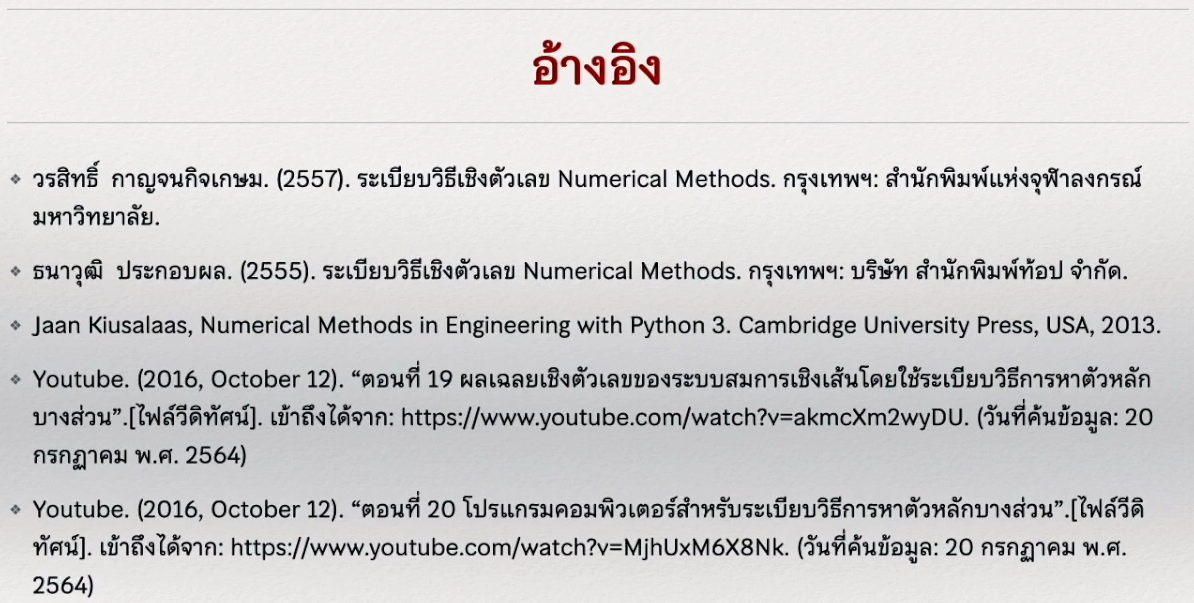 อ้างอิง
วรสิทธิ์ กาญจนกิจเกษม. (2557). ระเบียบวิธีเชิงตัวเลข Numerical Methods. กรุงเทพฯ: สำนักพิมพ์แห่งจุฬาลงกรณ์
มหาวิทยาลัย.
ธนาวุฒิ ประกอบผล. (2555). ระเบียบวิธีเชิงตัวเลข Numerical Methods. กรุงเทพฯ: บริษัท สำนักพิมพ์ท้อป จำกัด.
Jaan Kiusalaas, Numerical Methods in Engineering with Python 3. Cambridge University Press, USA, 2013.
Youtube. (2016, October 12). “ตอนที่ 19 ผลเฉลยเชิงตัวเลขของระบบสมการเชิงเส้นโดยใช้ระเบียบวิธีการหาตัวหลัก
บางส่วน”.[ไฟล์วีดิทัศน์]. เข้าถึงได้จาก: https://www.youtube.com/watch?v=akmcXm2wyDU. (วันที่ค้นข้อมูล: 20
กรกฏาคม พ.ศ. 2564)
Youtube. (2016, October 12). “ตอนที่ 20 โปรแกรมคอมพิวเตอร์สำหรับระเบียบวิธีการหาตัวหลักบางส่วน”.[ไฟล์วีดิ
ทัศน์]. เข้าถึงได้จาก: https://www.youtube.com/watch?v=MjhUxM6X8Nk. (วันที่ค้นข้อมูล: 20 กรกฏาคม พ.ศ.
2564)